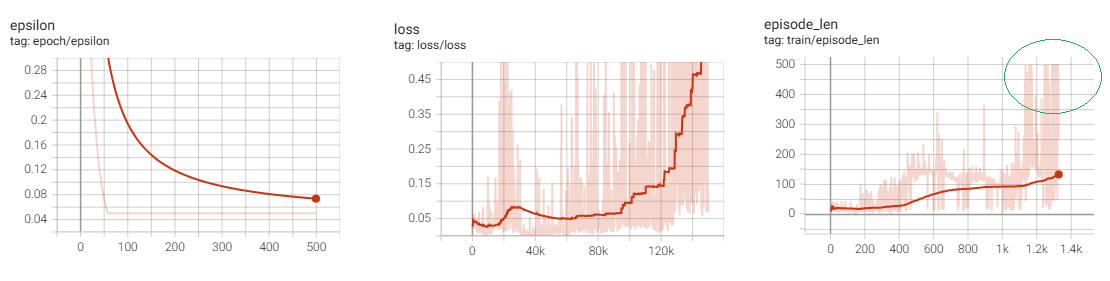 epsilon
tag: epoch/epsilon
0.28
0.24
0.2
0.16
0.12
0.08
0.04
0 100 200 300 400 500
loss
tag: loss/loss
0.45
0.35
0.25
0.15
0.05
0 40k 80k 120k
episode_len
tag: train/episode_len
500
400
300
200
100
0
0 200 400 600 800 1k 1.2k 1.4k